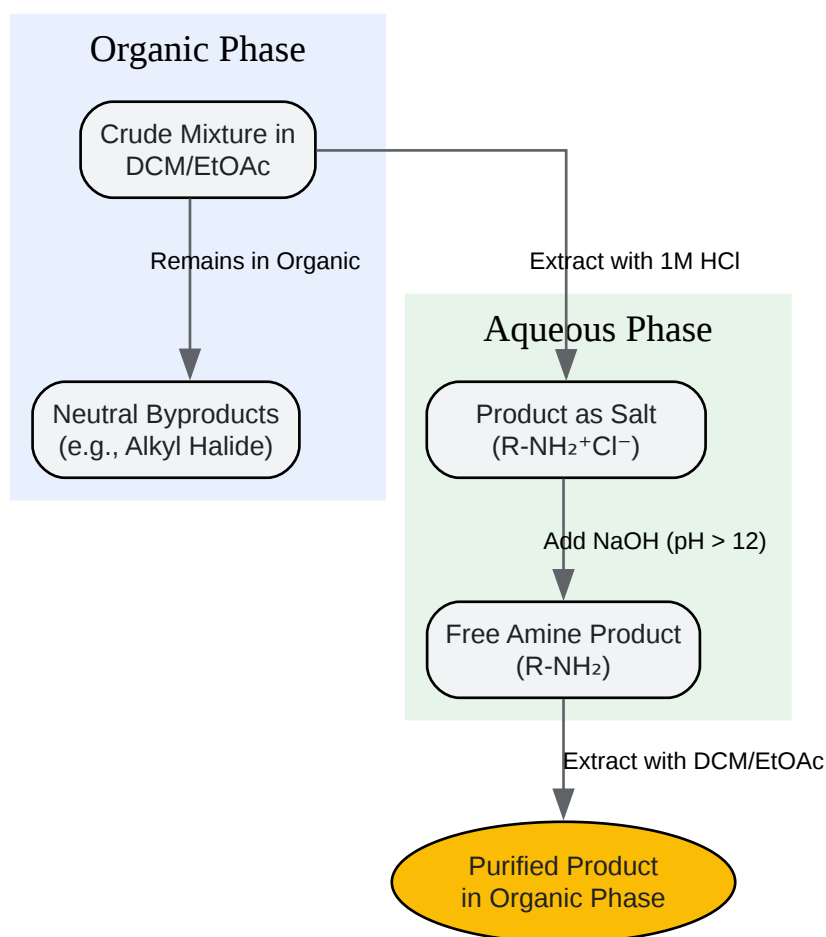 Organic Phase
Crude Mixture in
DCM/EtOAc
Remains in Organic
Extract with 1M HCl
Aqueous Phase
Neutral Byproducts
(e.g., Alkyl Halide)
Product as Salt
(R-NH₂⁺Cl⁻)
Add NaOH (pH > 12)
Free Amine Product
(R-NH₂)
Extract with DCM/EtOAc
Purified Product
in Organic Phase